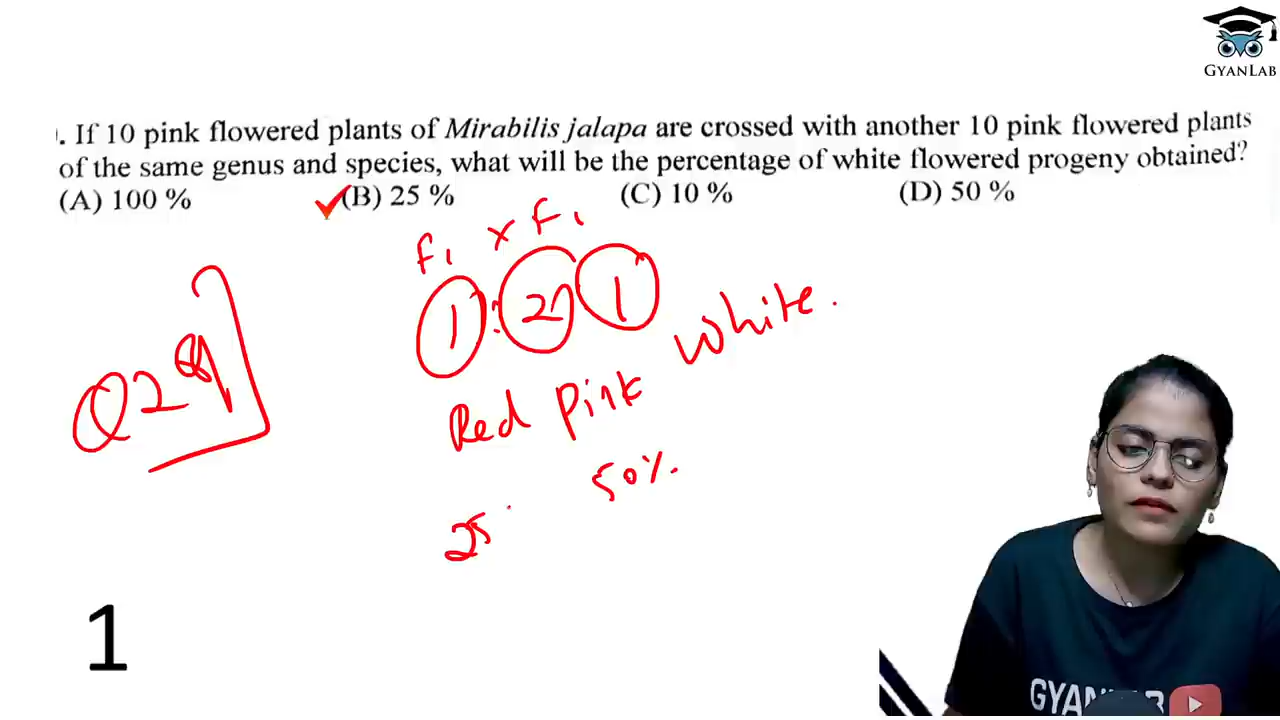 GYANLAB
. If 10 pink flowered plants of Mirabilis jalapa are crossed with another 10 pink flowered plants
of the same genus and species, what will be the percentage of white flowered progeny obtained?
(A) 100 % (B) 25 % (C) 10 % (D) 50 %
F1 x F1
1 : 2 : 1
Red Pink White.
50%.
25
Q29
1
GYANLAB